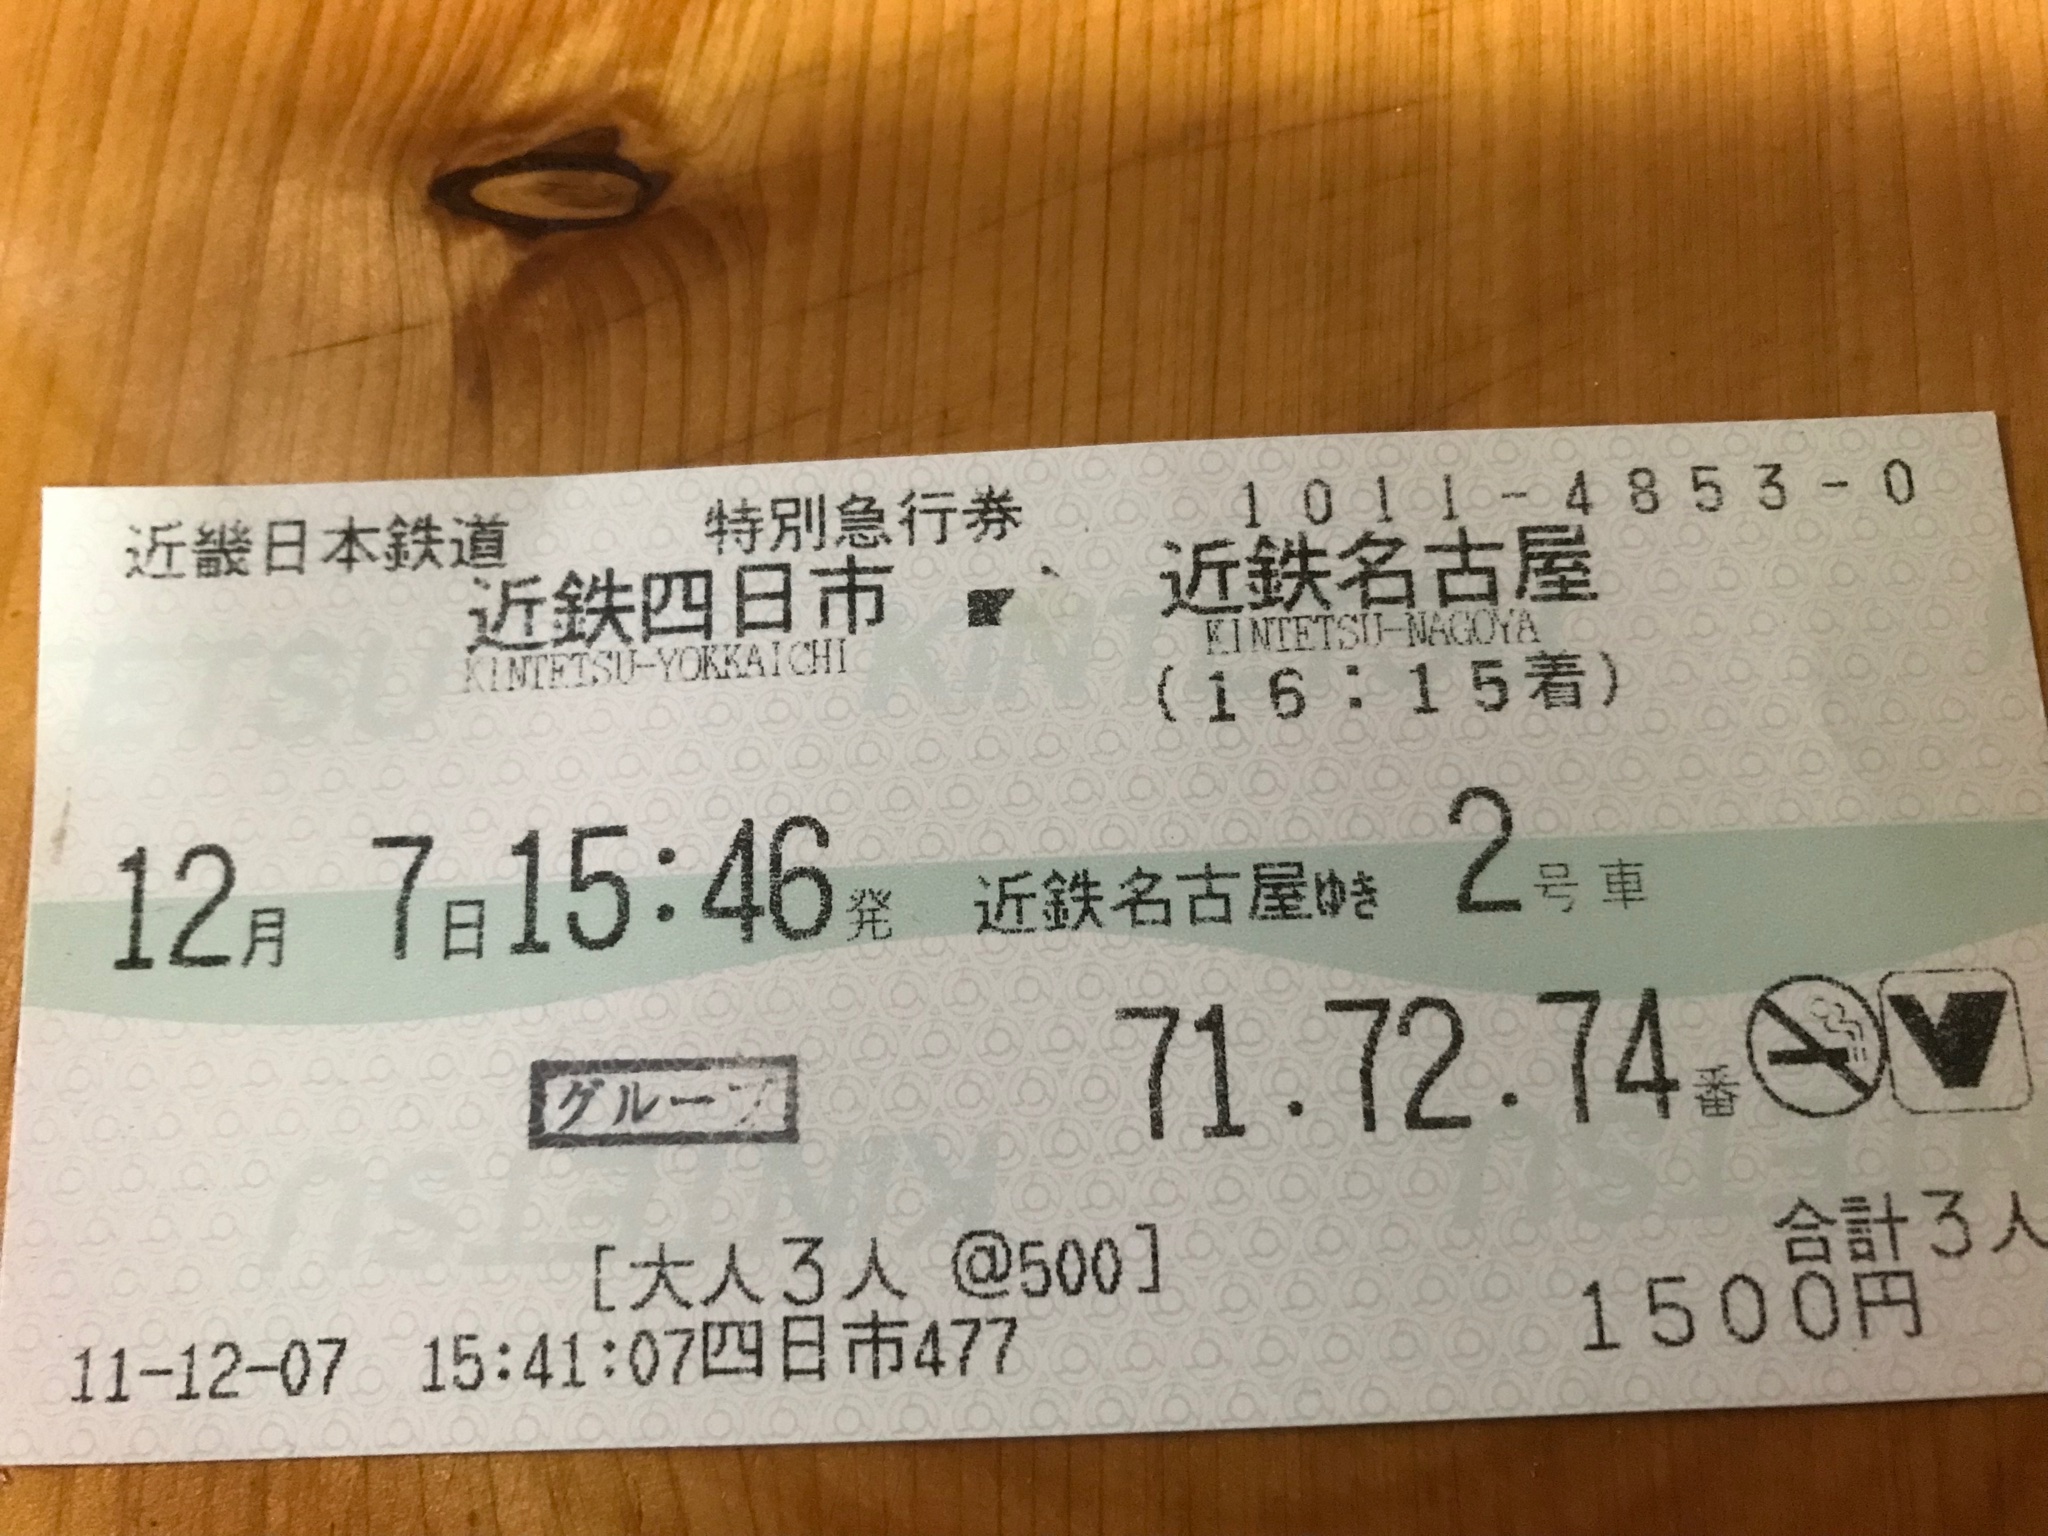 近畿日本鉄道 特別急行券 1011-4853-0
近鉄四日市 近鉄名古屋
KINTETSU-YOKKAICHI KINTETSU-NAGOYA
(16:15着)
12月 7日 15:46発 近鉄名古屋ゆき 2号車
グループ 71.72.74番 V
[大人3人 @500] 合計3人
1500円
11-12-07 15:41:07四日市477
ETSU
KINTETSU